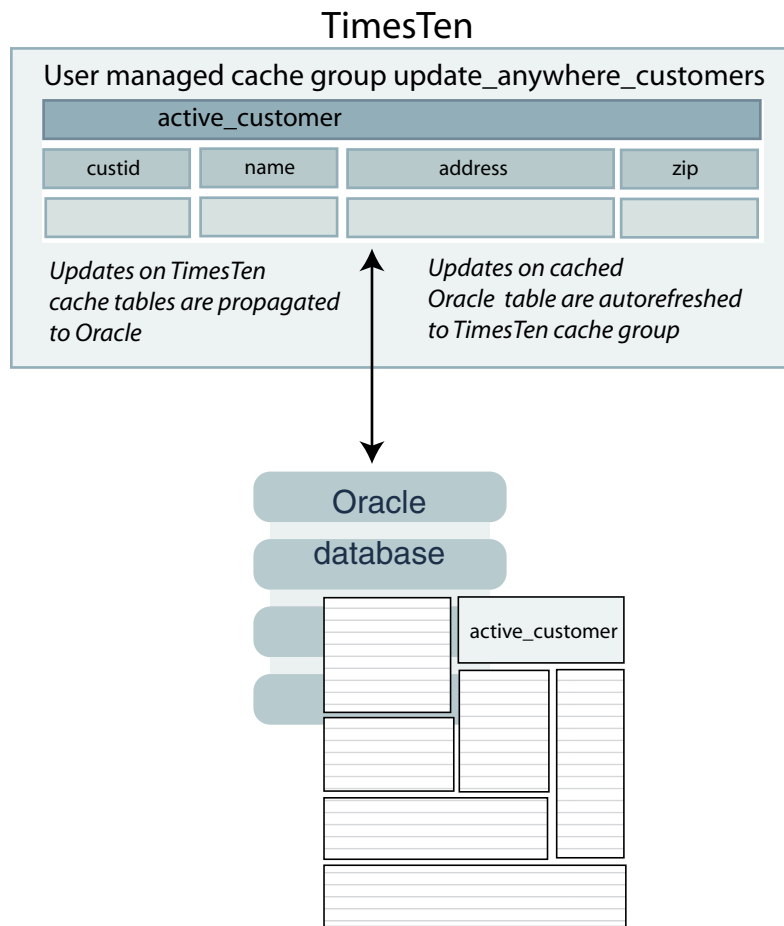 TimesTen
User managed cache group update_anywhere_customers
active_customer
custid name address zip
Updates on TimesTen
cache tables are propagated
to Oracle
Updates on cached
Oracle table are autorefreshed
to TimesTen cache group
Oracle
database
active_customer